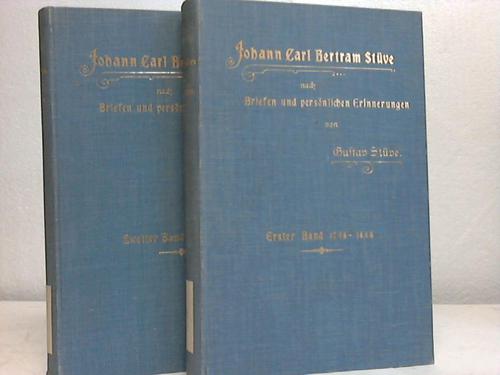 Johann Carl
nach
Briefen und
Zweiter Band
Johann Carl Bertram Stüve
nach
Briefen und persönlichen Erinnerungen
von
Gustav Stüve.
Erster Band 1798-1848